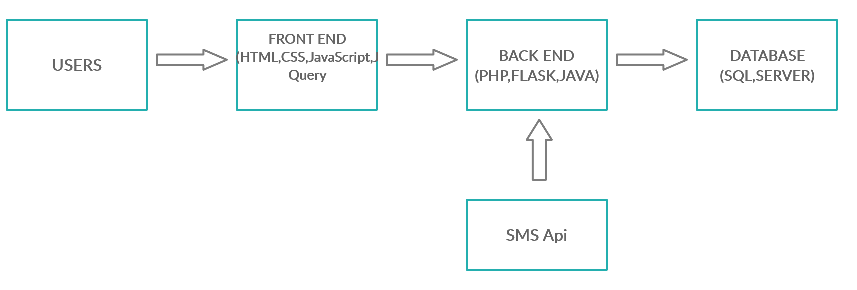 USERS
FRONT END
(HTML,CSS,JavaScript,J
Query
BACK END
(PHP,FLASK,JAVA)
DATABASE
(SQL,SERVER)
SMS Api